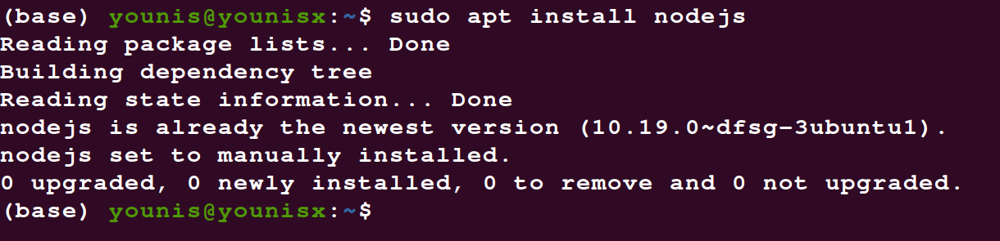 (base) younis@younisx:~$ sudo apt install nodejs
Reading package lists... Done
Building dependency tree
Reading state information... Done
nodejs is already the newest version (10.19.0~dfsg-3ubuntu1).
nodejs set to manually installed.
0 upgraded, 0 newly installed, 0 to remove and 0 not upgraded.
(base) younis@younisx:~$